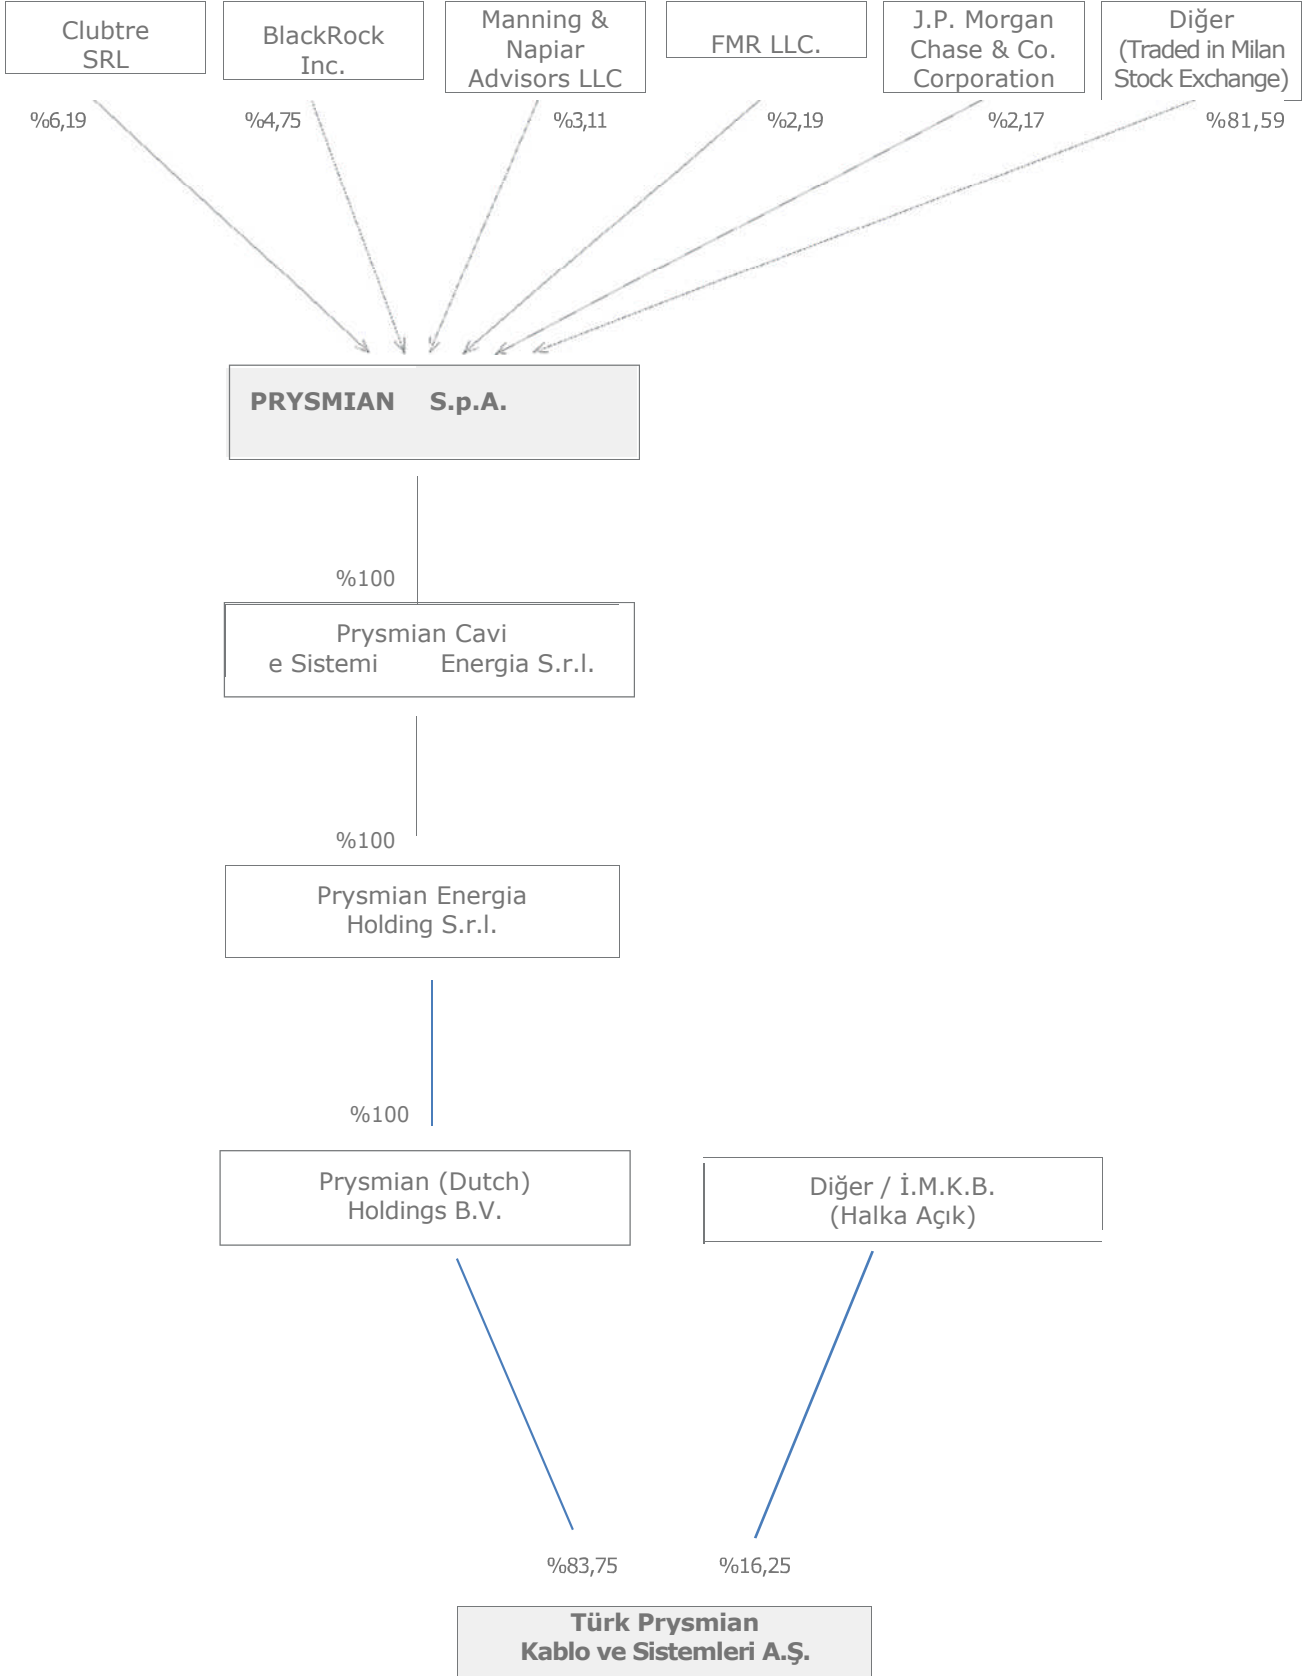 Clubtre
SRL
BlackRock
Inc.
Manning &
Napiar
Advisors LLC
FMR LLC.
J.P. Morgan
Chase & Co.
Corporation
Diğer
(Traded in Milan
Stock Exchange)
%6,19
%4,75
%3,11
%2,19
%2,17
%81,59
PRYSMIAN S.p.A.
%100
Prysmian Cavi
e Sistemi Energia S.r.l.
%100
Prysmian Energia
Holding S.r.l.
%100
Prysmian (Dutch)
Holdings B.V.
Diğer / İ.M.K.B.
(Halka Açık)
%83,75
%16,25
Türk Prysmian
Kablo ve Sistemleri A.Ş.